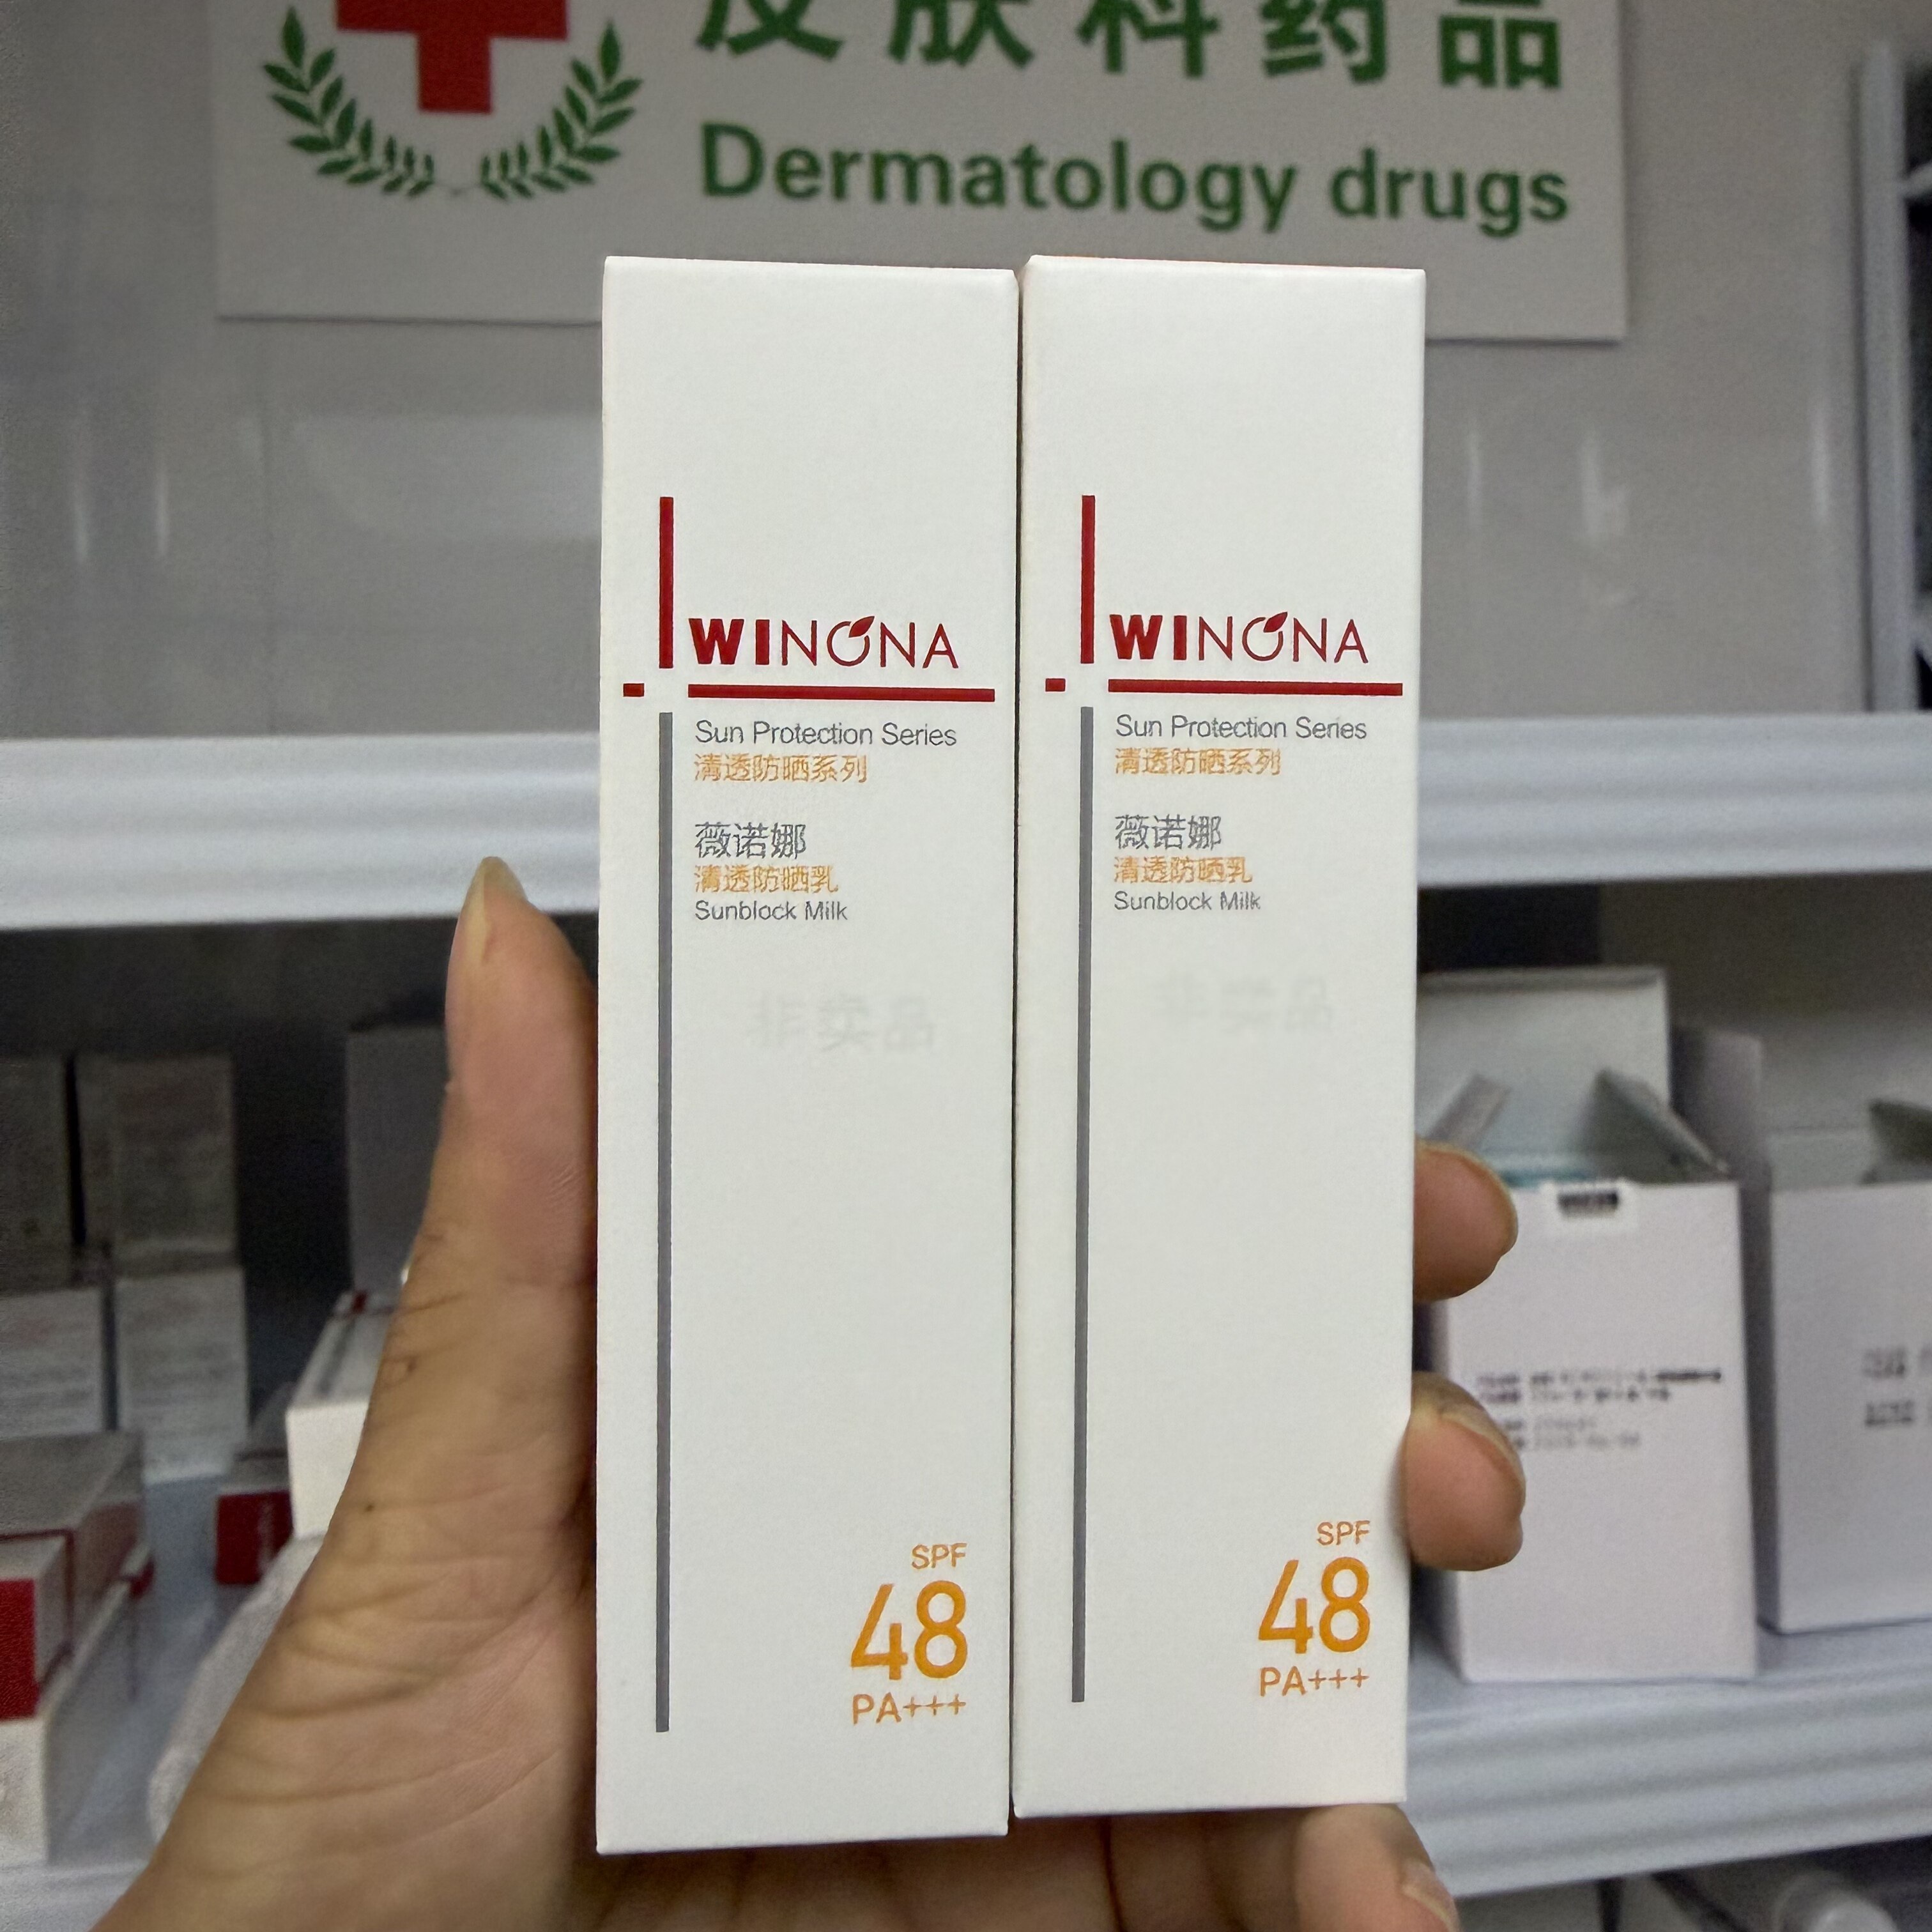 皮肤科药品
Dermatology drugs
WINONA
Sun Protection Series
清透防晒系列
薇诺娜
清透防晒乳
Sunblock Milk
非卖品
SPF
48
PA+++
WINONA
Sun Protection Series
清透防晒系列
薇诺娜
清透防晒乳
Sunblock Milk
非卖品
SPF
48
PA+++